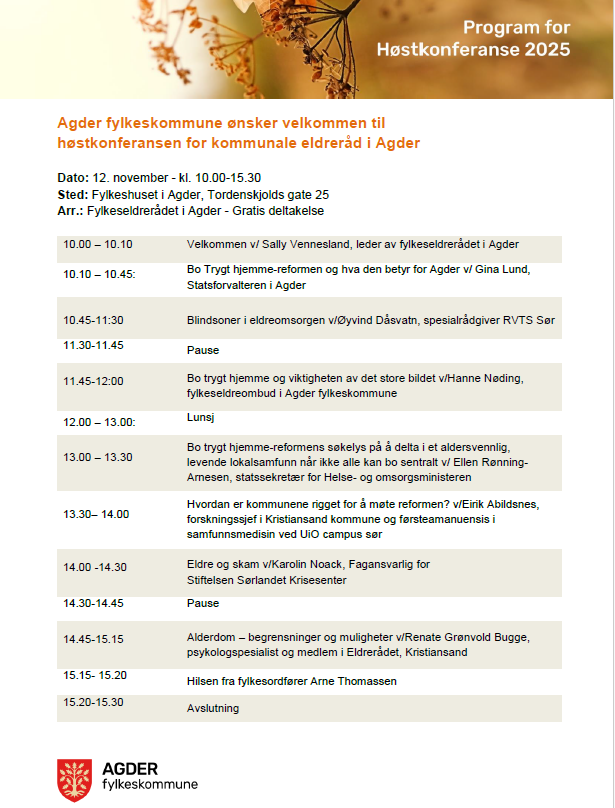 Program for
Høstkonferanse 2025
Agder fylkeskommune ønsker velkommen til
høstkonferansen for kommunale eldreråd i Agder
Dato: 12. november - kl. 10.00-15.30
Sted: Fylkeshuset i Agder, Tordenskjolds gate 25
Arr.: Fylkeseldrerådet i Agder - Gratis deltakelse
10.00 – 10.10 Velkommen v/ Sally Vennesland, leder av fylkeseldrerådet i Agder
10.10 – 10.45: Bo Trygt hjemme-reformen og hva den betyr for Agder v/ Gina Lund,
Statsforvalteren i Agder
10.45-11:30 Blindsoner i eldreomsorgen v/Øyvind Dåsvatn, spesialrådgiver RVTS Sør
11.30-11.45 Pause
11.45-12:00 Bo trygt hjemme og viktigheten av det store bildet v/Hanne Nøding,
fylkeseldreombud i Agder fylkeskommune
12.00 – 13.00: Lunsj
13.00 – 13.30 Bo trygt hjemme-reformens søkelys på å delta i et aldersvennlig,
levende lokalsamfunn når ikke alle kan bo sentralt v/ Ellen Rønning-
Arnesen, statssekretær for Helse- og omsorgsministeren
13.30– 14.00 Hvordan er kommunene rigget for å møte reformen? v/Eirik Abildsnes,
forskningssjef i Kristiansand kommune og førsteamanuensis i
samfunnsmedisin ved UiO campus sør
14.00 -14.30 Eldre og skam v/Karolin Noack, Fagansvarlig for
Stiftelsen Sørlandet Krisesenter
14.30-14.45 Pause
14.45-15.15 Alderdom – begrensninger og muligheter v/Renate Grønvold Bugge,
psykologspesialist og medlem i Eldrerådet, Kristiansand
15.15- 15.20 Hilsen fra fylkesordfører Arne Thomassen
15.20-15.30 Avslutning
AGDER
fylkeskommune